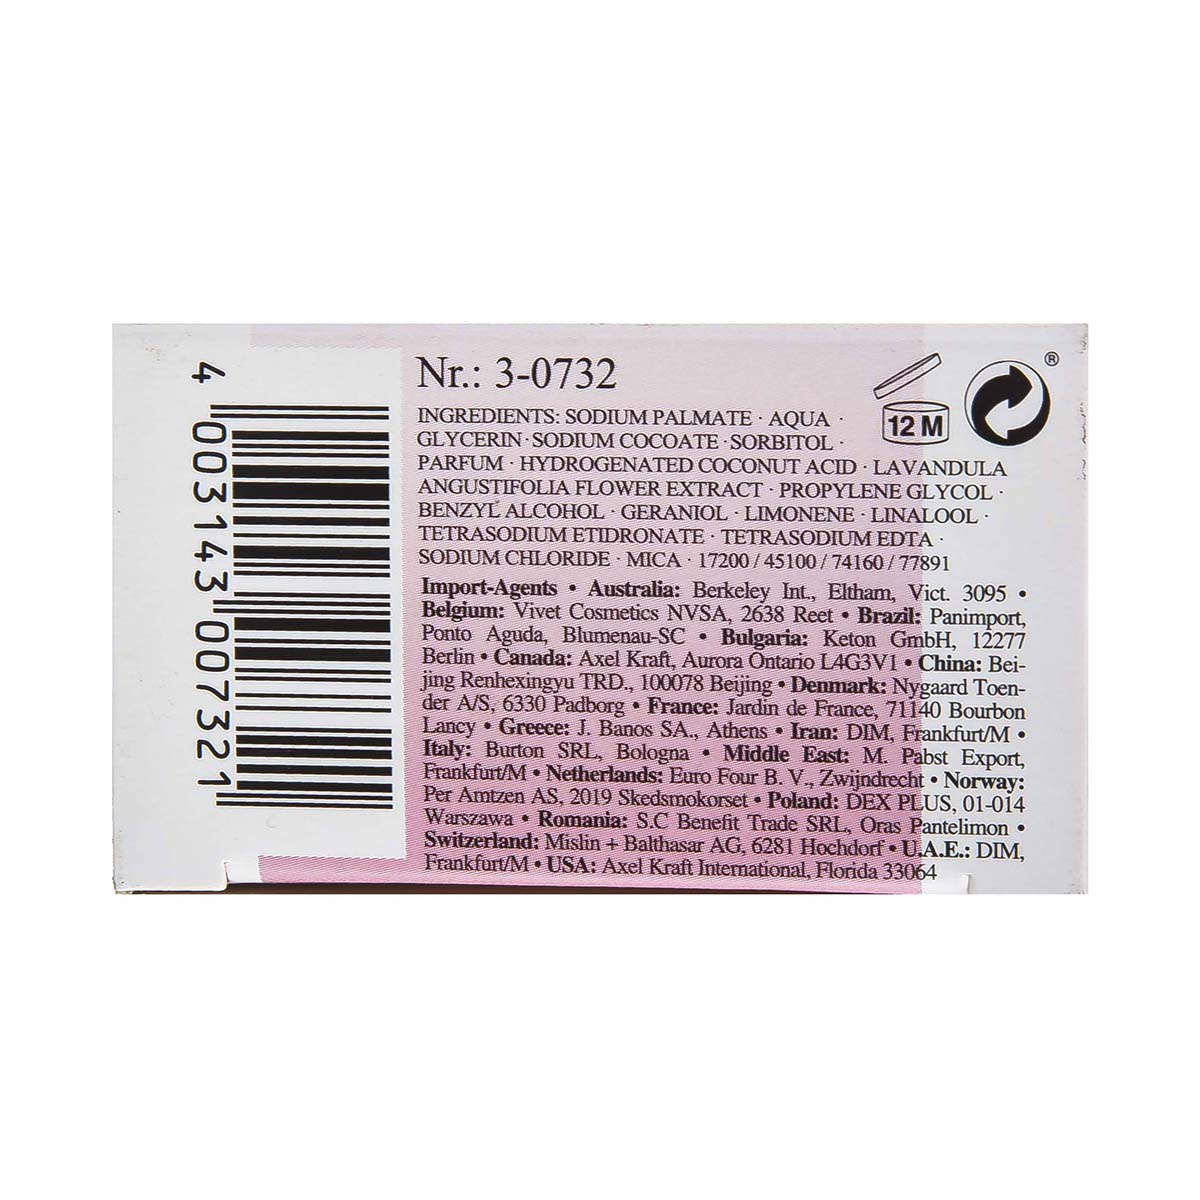 4 003143 007321
Nr.: 3-0732
12 M
®
INGREDIENTS: SODIUM PALMATE · AQUA ·
GLYCERIN · SODIUM COCOATE · SORBITOL ·
PARFUM · HYDROGENATED COCONUT ACID · LAVANDULA
ANGUSTIFOLIA FLOWER EXTRACT · PROPYLENE GLYCOL ·
BENZYL ALCOHOL · GERANIOL · LIMONENE · LINALOOL ·
TETRASODIUM ETIDRONATE · TETRASODIUM EDTA ·
SODIUM CHLORIDE · MICA · 17200 / 45100 / 74160 / 77891
Import-Agents • Australia: Berkeley Int., Eltham, Vict. 3095 •
Belgium: Vivet Cosmetics NVSA, 2638 Reet • Brazil: Panimport,
Ponto Aguda, Blumenau-SC • Bulgaria: Keton GmbH, 12277
Berlin • Canada: Axel Kraft, Aurora Ontario L4G3V1 • China: Bei-
jing Renhexingyu TRD., 100078 Beijing • Denmark: Nygaard Toen-
der A/S, 6330 Padborg • France: Jardin de France, 71140 Bourbon
Lancy • Greece: J. Banos SA., Athens • Iran: DIM, Frankfurt/M •
Italy: Burton SRL, Bologna • Middle East: M. Pabst Export,
Frankfurt/M • Netherlands: Euro Four B. V., Zwijndrecht • Norway:
Per Amtzen AS, 2019 Skedsmokorset • Poland: DEX PLUS, 01-014
Warszawa • Romania: S.C Benefit Trade SRL, Oras Pantelimon •
Switzerland: Mislin + Balthasar AG, 6281 Hochdorf • U.A.E.: DIM,
Frankfurt/M • USA: Axel Kraft International, Florida 33064